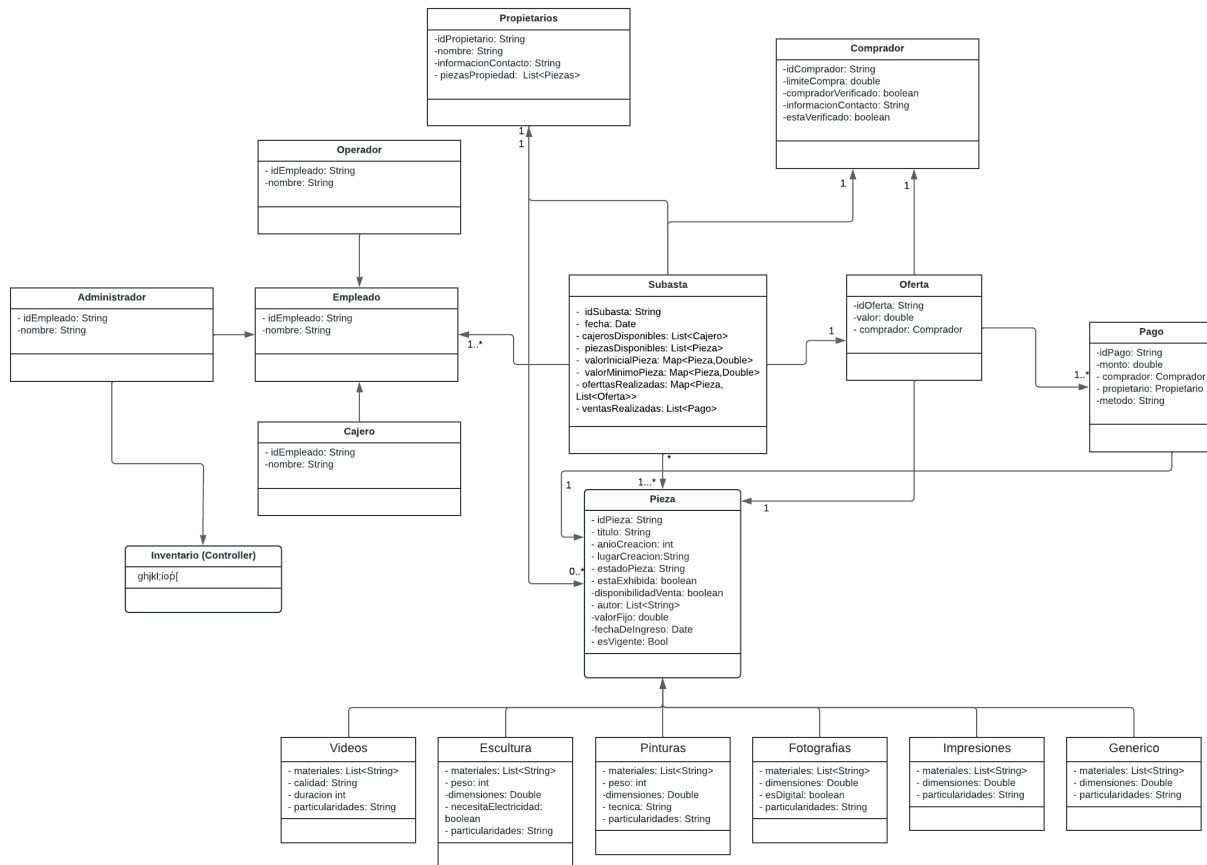 Propietarios
-idPropietario: String
-nombre: String
-informacionContacto: String
- piezasPropiedad: List<Piezas>
1
1
Comprador
-idComprador: String
-limiteCompra: double
-compradorVerificado: boolean
-informacionContacto: String
-estaVerificado: boolean
1
1
Operador
- idEmpleado: String
-nombre: String
Administrador
- idEmpleado: String
-nombre: String
Empleado
- idEmpleado: String
-nombre: String
1..*
Subasta
- idSubasta: String
- fecha: Date
- cajerosDisponibles: List<Cajero>
- piezasDisponibles: List<Pieza>
- valorInicialPieza: Map<Pieza,Double>
- valorMinimoPieza: Map<Pieza,Double>
- oferttasRealizadas: Map<Pieza,
List<Oferta>>
- ventasRealizadas: List<Pago>
1
Oferta
-idOferta: String
-valor: double
- comprador: Comprador
Pago
-idPago: String
-monto: double
- comprador: Comprador
- propietario: Propietario
-metodo: String
1..*
Cajero
- idEmpleado: String
-nombre: String
*
1...*
1
1
0..*
Inventario (Controller)
ghjkl;iop[
Pieza
- idPieza: String
- titulo: String
- anioCreacion: int
- lugarCreacion:String
- estadoPieza: String
- estaExhibida: boolean
-disponibilidadVenta: boolean
- autor: List<String>
-valorFijo: double
-fechaDeIngreso: Date
- esVigente: Bool
Videos
- materiales: List<String>
- calidad: String
- duracion int
- particularidades: String
Escultura
- materiales: List<String>
- peso: int
-dimensiones: Double
- necesitaElectricidad:
boolean
- particularidades: String
Pinturas
- materiales: List<String>
- peso: int
-dimensiones: Double
- tecnica: String
- particularidades: String
Fotografias
- materiales: List<String>
- dimensiones: Double
- esDigital: boolean
- particularidades: String
Impresiones
- materiales: List<String>
- dimensiones: Double
- particularidades: String
Generico
- materiales: List<String>
- dimensiones: Double
- particularidades: String